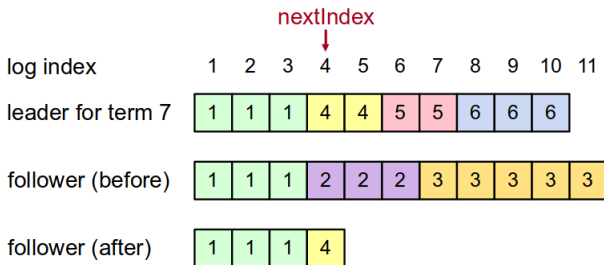 nextIndex
log index 1 2 3 4 5 6 7 8 9 10 11
leader for term 7 1 1 1 4 4 5 5 6 6 6
follower (before) 1 1 1 2 2 2 3 3 3 3 3
follower (after) 1 1 1 4